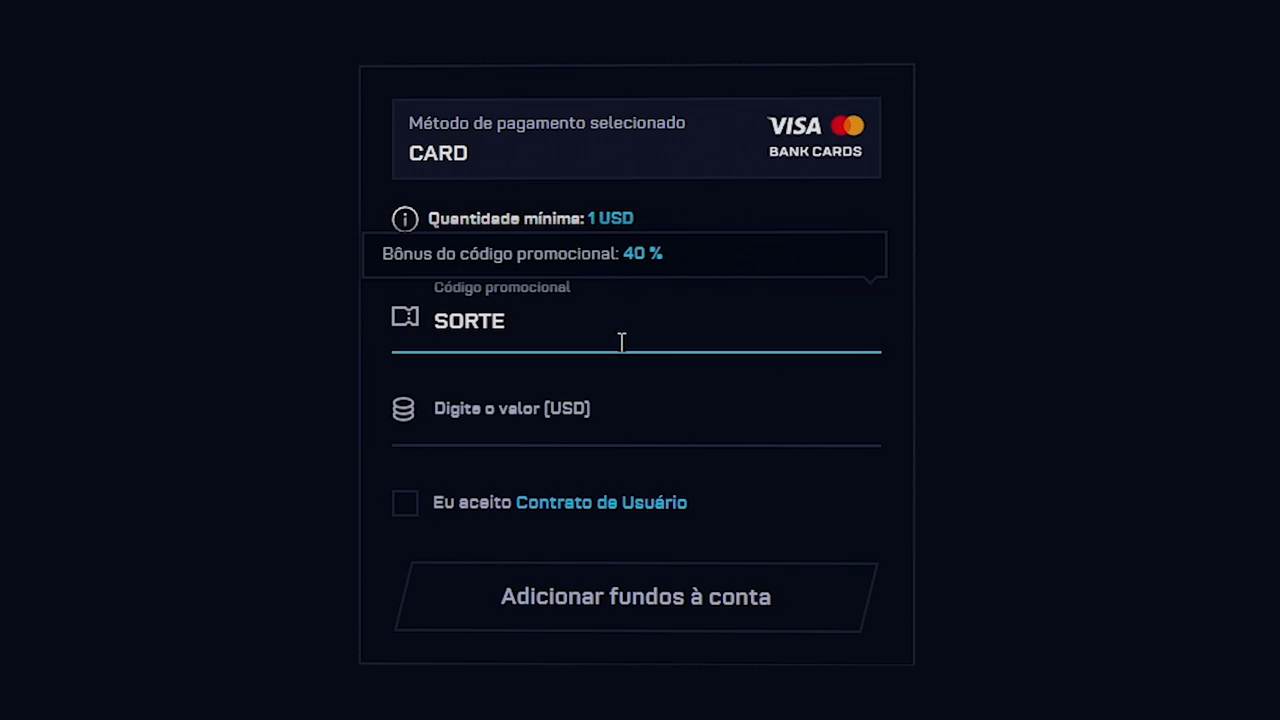 Método de pagamento selecionado
CARD
VISA
BANK CARDS
Quantidade mínima: 1 USD
Bônus do código promocional: 40 %
Código promocional
SORTE
Digite o valor (USD)
Eu aceito Contrato de Usuário
Adicionar fundos à conta